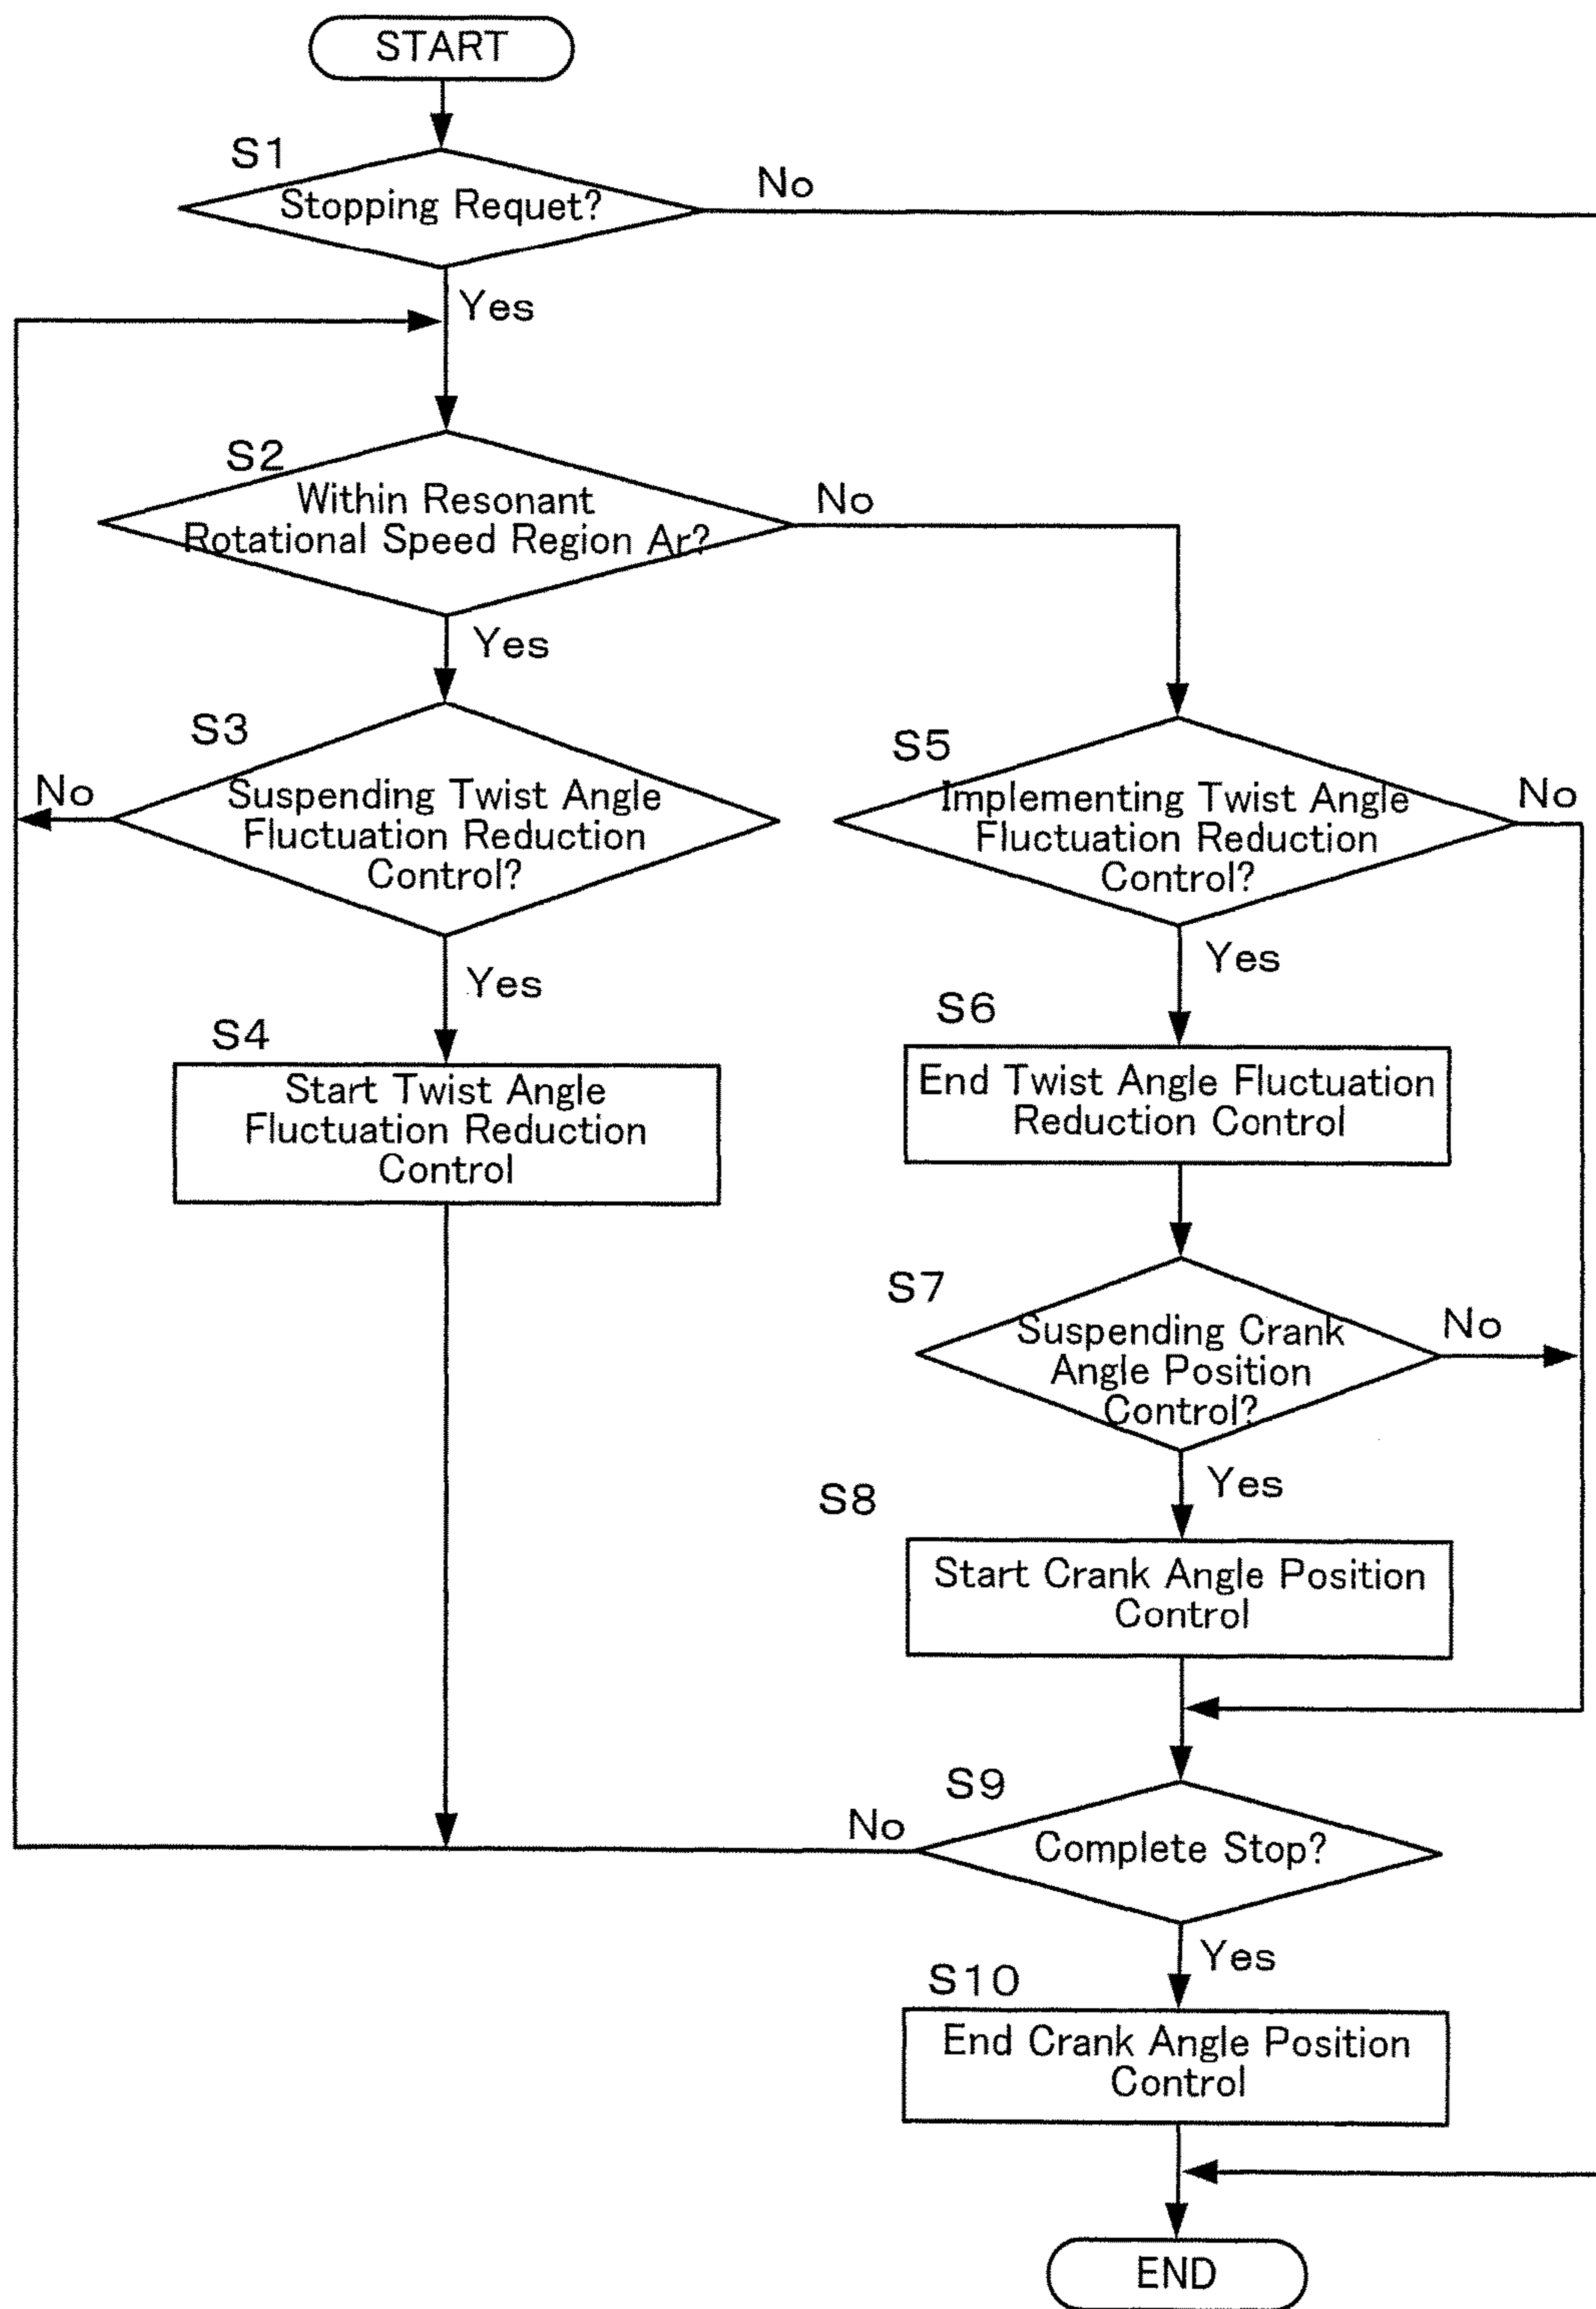 START
S1
Stopping Requet?
No
Yes
S2
Within Resonant
Rotational Speed Region Ar?
No
Yes
S3
Suspending Twist Angle
Fluctuation Reduction
Control?
No
Yes
S4
Start Twist Angle
Fluctuation Reduction
Control
S5
Implementing Twist Angle
Fluctuation Reduction
Control?
No
Yes
S6
End Twist Angle Fluctuation
Reduction Control
S7
Suspending Crank
Angle Position
Control?
No
Yes
S8
Start Crank Angle Position
Control
S9
Complete Stop?
No
Yes
S10
End Crank Angle Position
Control
END